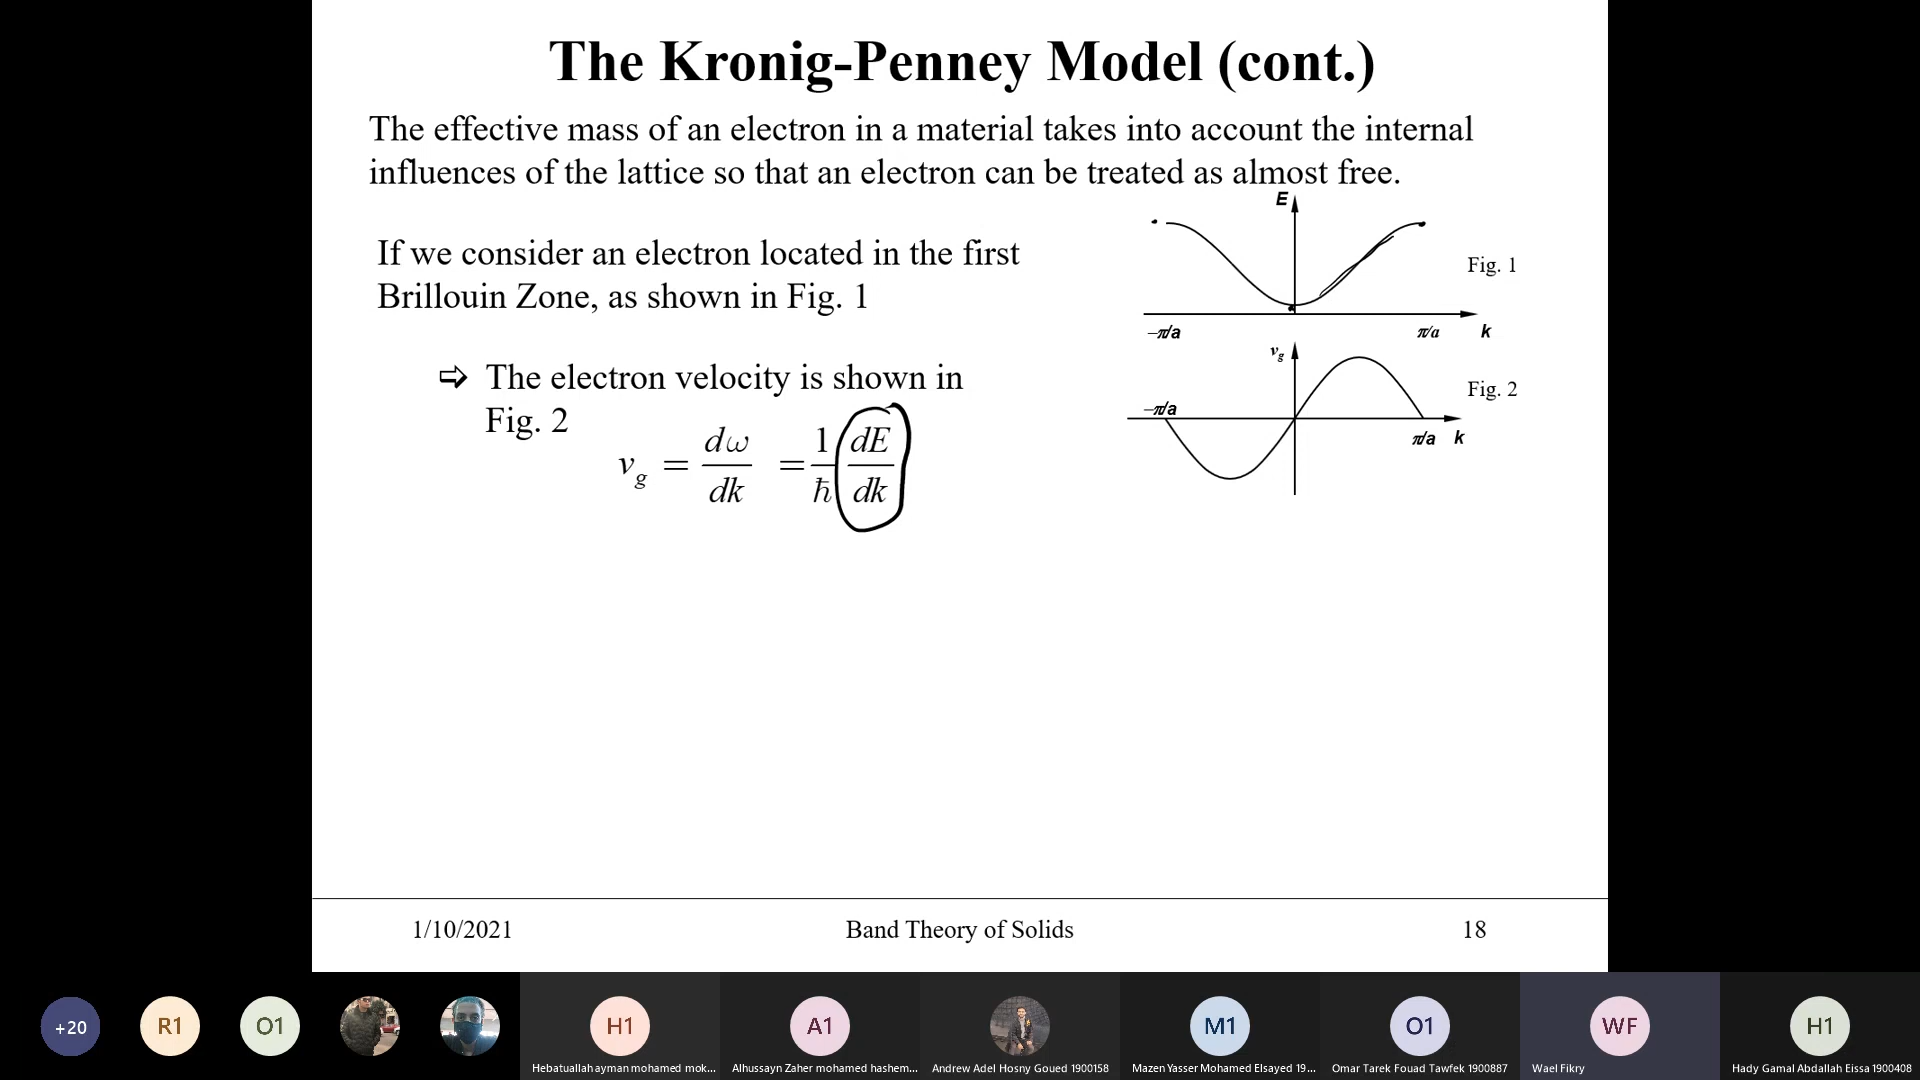 The Kronig-Penney Model (cont.)
The effective mass of an electron in a material takes into account the internal
influences of the lattice so that an electron can be treated as almost free.
If we consider an electron located in the first
Brillouin Zone, as shown in Fig. 1
⇨ The electron velocity is shown in
Fig. 2
v_g = dω/dk = 1/ħ dE/dk
E
Fig. 1
–π/a
π/a
k
v_g
Fig. 2
–π/a
π/a k
1/10/2021
Band Theory of Solids
18
+20
R1
O1
H1
A1
M1
O1
WF
H1
Hebatuallah ayman mohamed mok...
Alhussayn Zaher mohamed hashem...
Andrew Adel Hosny Goued 1900158
Mazen Yasser Mohamed Elsayed 19...
Omar Tarek Fouad Tawfek 1900887
Wael Fikry
Hady Gamal Abdallah Eissa 1900408